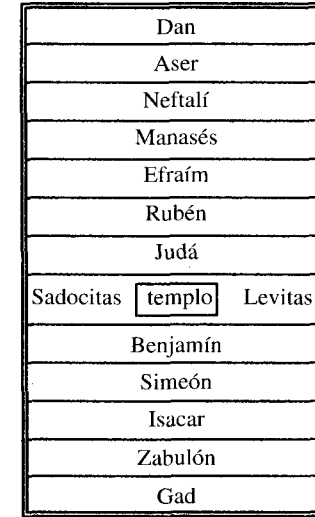 Dan
Aser
Neftalí
Manasés
Efraím
Rubén
Judá
Sadocitas templo Levitas
Benjamín
Simeón
Isacar
Zabulón
Gad